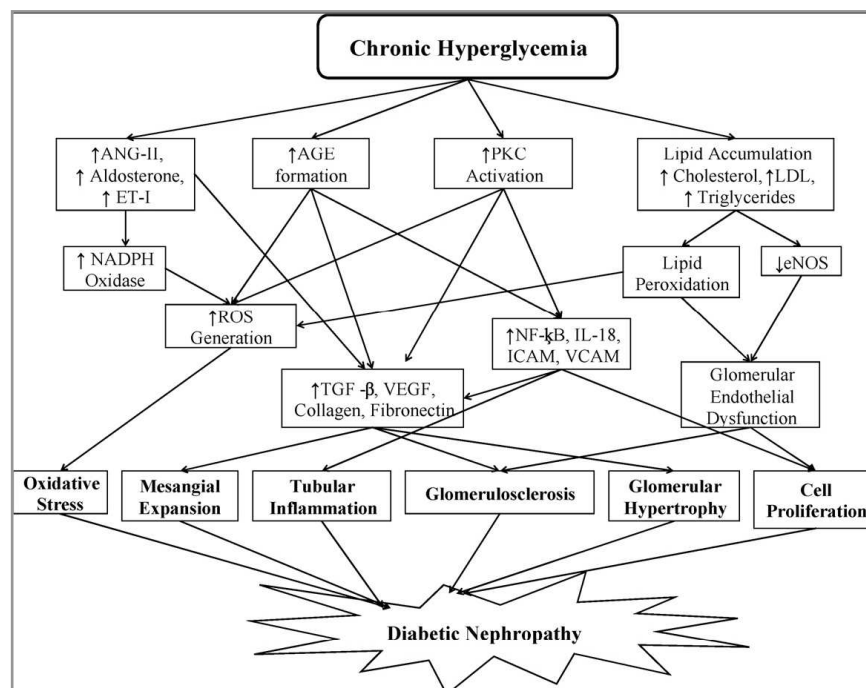 Chronic Hyperglycemia
↑ANG-II,
↑ Aldosterone,
↑ ET-I
↑AGE
formation
↑PKC
Activation
Lipid Accumulation
↑ Cholesterol, ↑LDL,
↑ Triglycerides
↑ NADPH
Oxidase
Lipid
Peroxidation
↓eNOS
↑ROS
Generation
↑NF-ķB, IL-18,
ICAM, VCAM
↑TGF -β, VEGF,
Collagen, Fibronectin
Glomerular
Endothelial
Dysfunction
Oxidative
Stress
Mesangial
Expansion
Tubular
Inflammation
Glomerulosclerosis
Glomerular
Hypertrophy
Cell
Proliferation
Diabetic Nephropathy